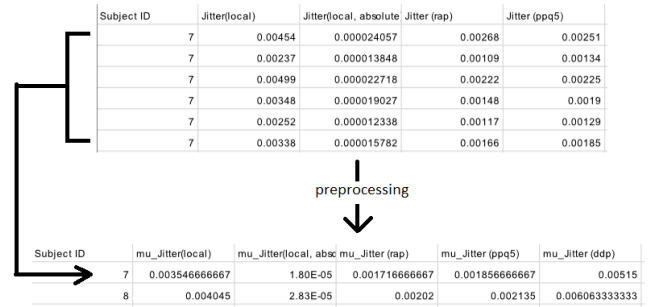 Subject ID Jitter(local) Jitter(local, absolute Jitter (rap) Jitter (ppq5)
7 0.00454 0.000024057 0.00268 0.00251
7 0.00237 0.000013848 0.00109 0.00134
7 0.00499 0.000022718 0.00222 0.00225
7 0.00348 0.000019027 0.00148 0.0019
7 0.00252 0.000012338 0.00117 0.00129
7 0.00338 0.000015782 0.00166 0.00185
preprocessing
Subject ID mu_Jitter(local) mu_Jitter(local, absc mu_Jitter (rap) mu_Jitter (ppq5) mu_Jitter (ddp)
7 0.003546666667 1.80E-05 0.001716666667 0.001856666667 0.00515
8 0.004045 2.83E-05 0.00202 0.002135 0.006063333333